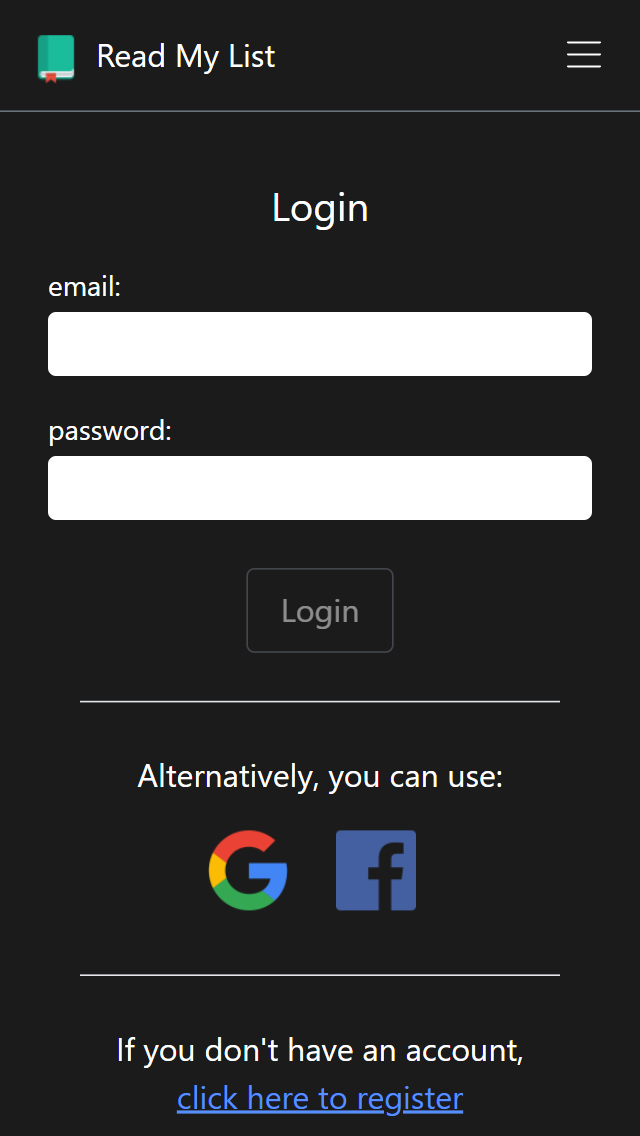 Read My List
Login
email:
password:
Login
Alternatively, you can use:
If you don't have an account,
click here to register